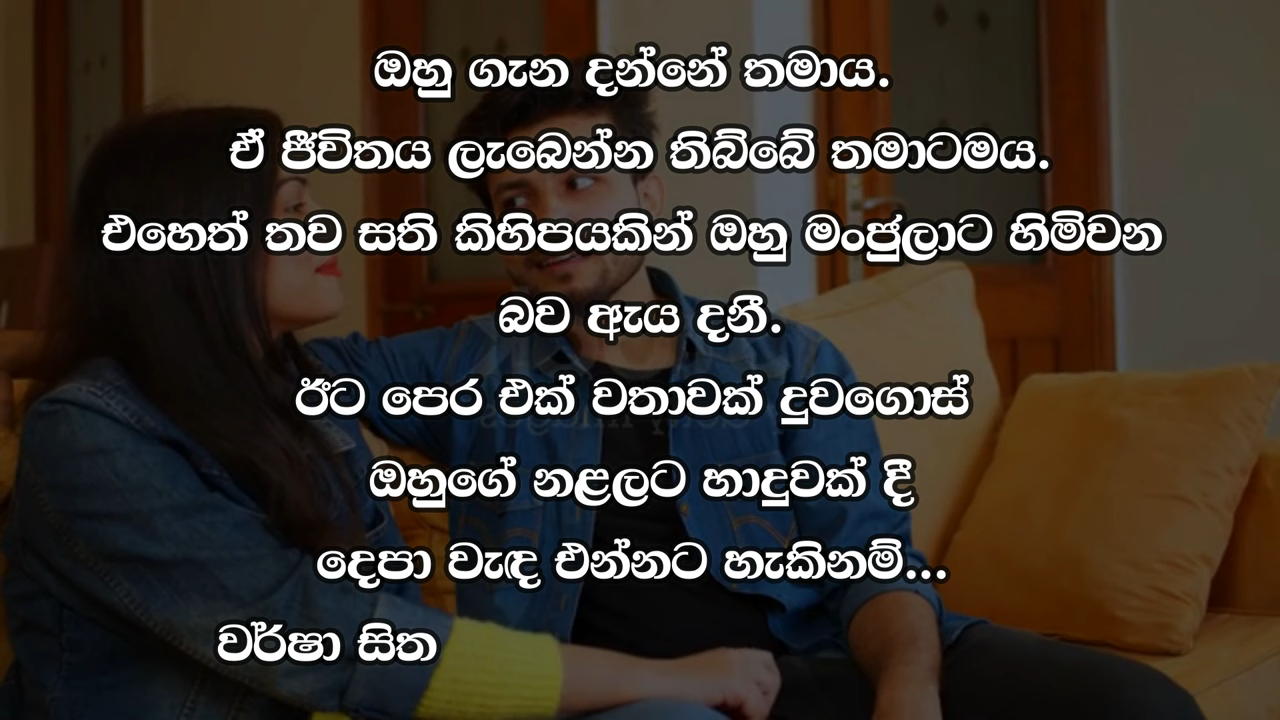 ඔහු ගැන දන්නේ තමාය.
ඒ ජීවිතය ලැබෙන්න තිබ්බේ තමාටමය.
එහෙත් තව සති කිහිපයකින් ඔහු මංජුලාට හිමිවන
බව ඇය දනී.
ඊට පෙර එක් වතාවක් දුවගොස්
ඔහුගේ නළලට හාදුවක් දී
දෙපා වැඳ එන්නට හැකිනම්...
වර්ෂා සිත